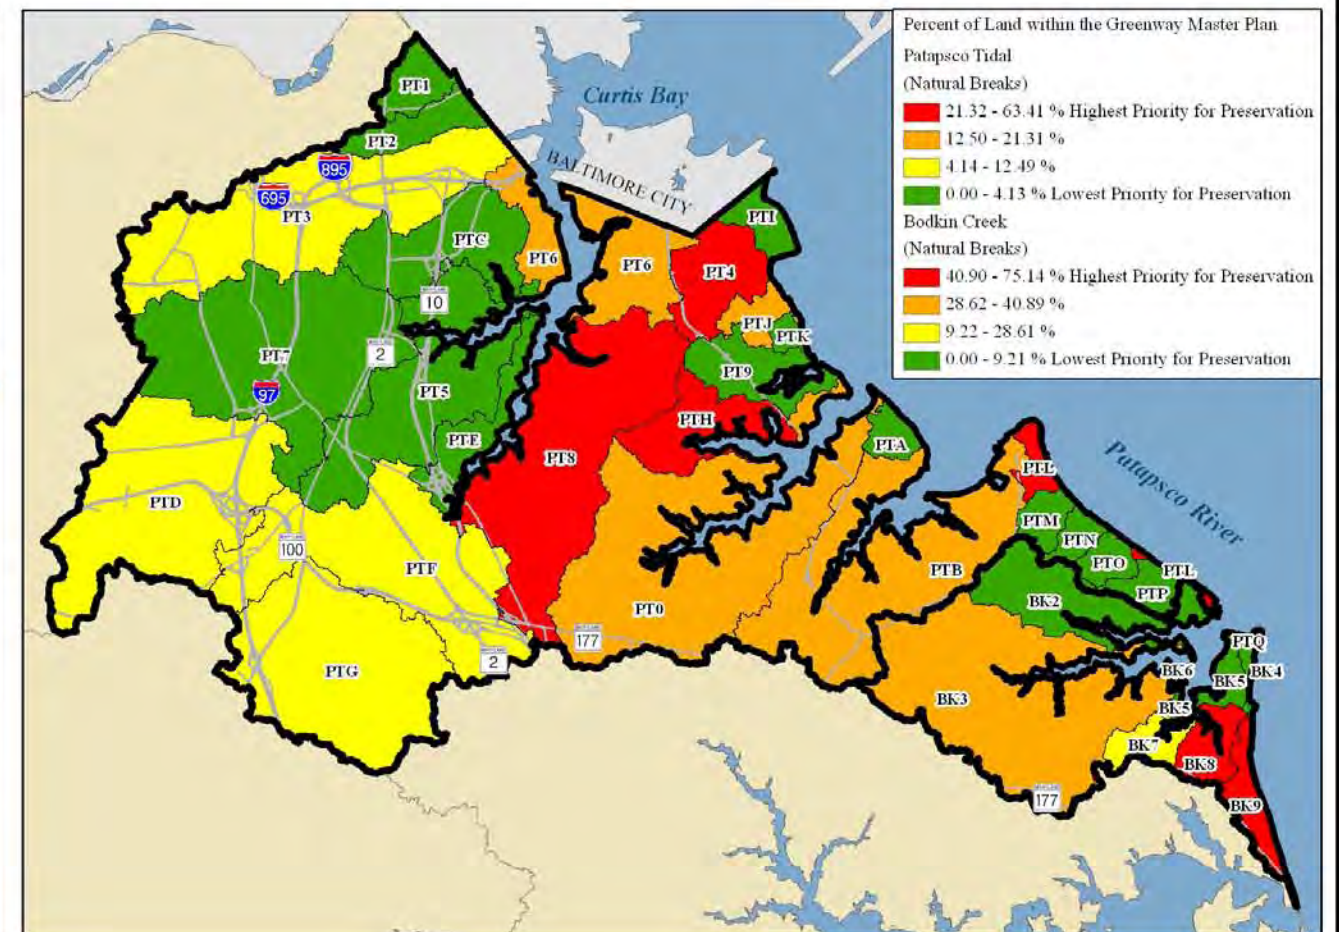 Percent of Land within the Greenway Master Plan
Patapsco Tidal
(Natural Breaks)
21.32 - 63.41 % Highest Priority for Preservation
12.50 - 21.31 %
4.14 - 12.49 %
0.00 - 4.13 % Lowest Priority for Preservation
Bodkin Creek
(Natural Breaks)
40.90 - 75.14 % Highest Priority for Preservation
28.62 - 40.89 %
9.22 - 28.61 %
0.00 - 9.21 % Lowest Priority for Preservation
Curtis Bay
BALTIMORE CITY
Patapsco River
PT1
PT2
895
695
PT3
PTC
PT6
PT6
PTI
PT4
10
PTJ
PTK
2
PT7
PT5
PT9
97
PTH
PTE
PTA
PT8
PTL
PTD
PTM
PTN
100
PTO
PTF
PTB
PTL
PTP
BK2
PT0
177
PTQ
2
PTG
BK6
BK4
BK5
BK3
BK5
BK7
BK8
177
BK9